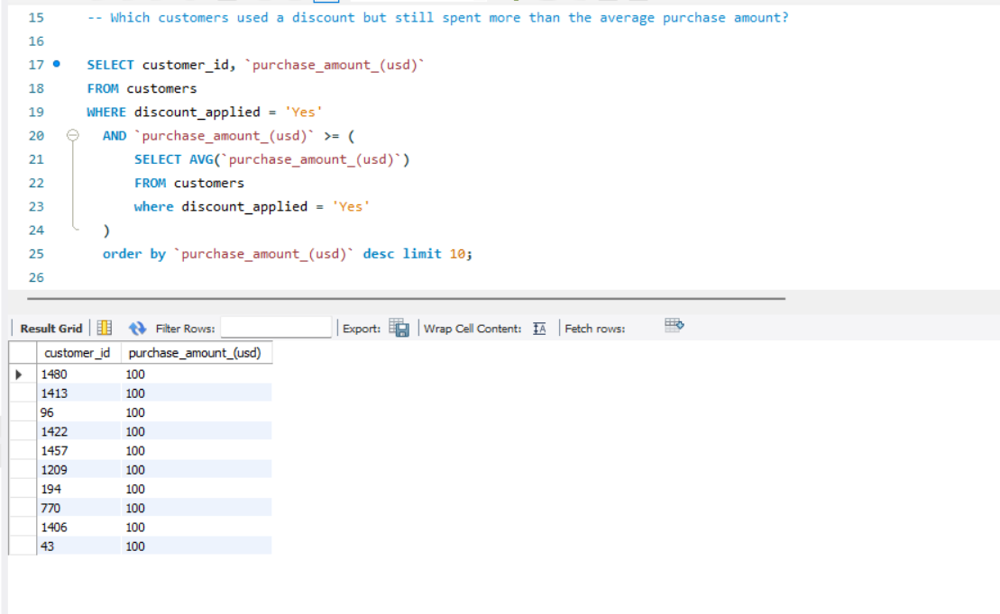 15 -- Which customers used a discount but still spent more than the average purchase amount?
16
17 SELECT customer_id, `purchase_amount_(usd)`
18 FROM customers
19 WHERE discount_applied = 'Yes'
20 AND `purchase_amount_(usd)` >= (
21 SELECT AVG(`purchase_amount_(usd)`)
22 FROM customers
23 where discount_applied = 'Yes'
24 )
25 order by `purchase_amount_(usd)` desc limit 10;
26
Result Grid Filter Rows: Export: Wrap Cell Content: Fetch rows:
customer_id purchase_amount_(usd)
1480 100
1413 100
96 100
1422 100
1457 100
1209 100
194 100
770 100
1406 100
43 100